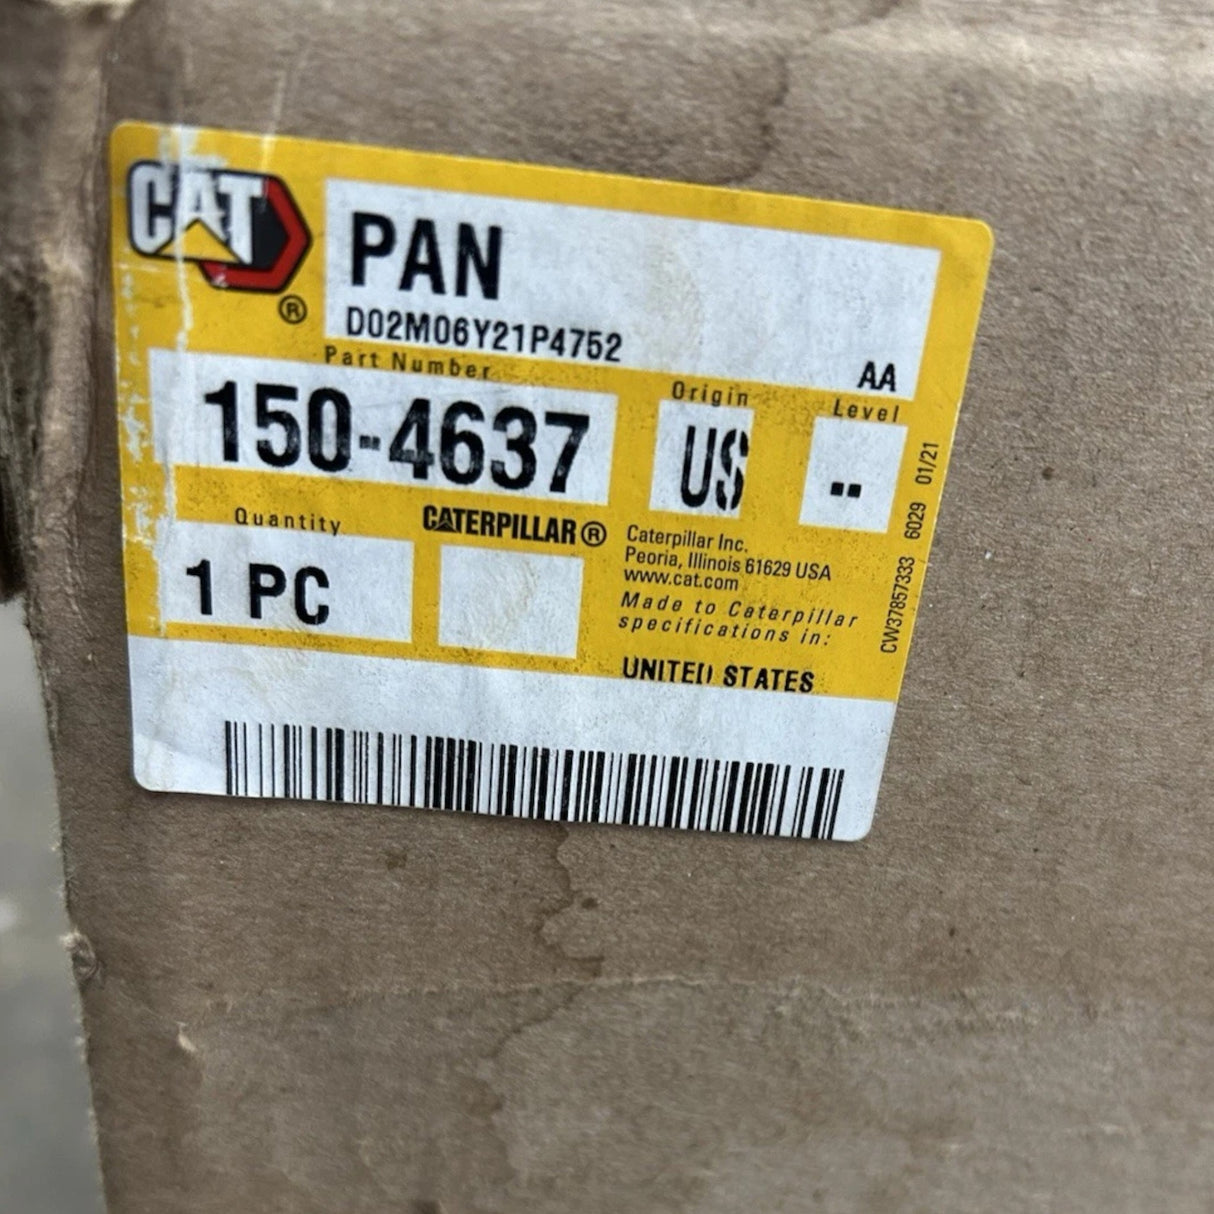 CAT
®
PAN
D02M06Y21P4752
AA
Part Number
Origin
Level
150-4637
US
--
Quantity
CATERPILLAR®
1 PC
Caterpillar Inc.
Peoria, Illinois 61629 USA
www.cat.com
Made to Caterpillar
specifications in:
UNITED STATES
CW37857333 6029 01/21